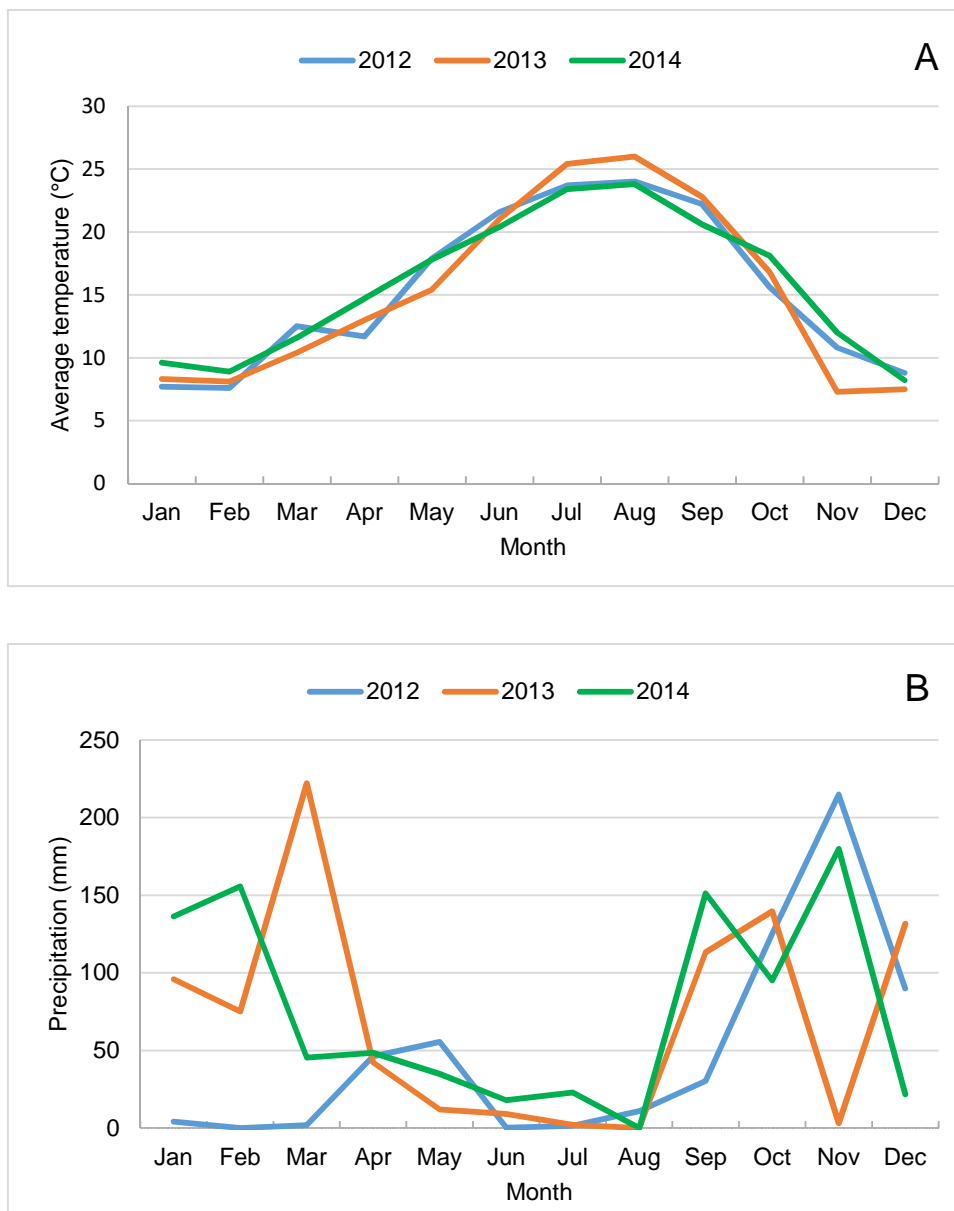 2012 2013 2014 A
30
25
20
15
10
5
0
Average temperature (°C)
Jan Feb Mar Apr May Jun Jul Aug Sep Oct Nov Dec
Month
2012 2013 2014 B
250
200
150
100
50
0
Precipitation (mm)
Jan Feb Mar Apr May Jun Jul Aug Sep Oct Nov Dec
Month